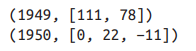 (1949, [111, 78])
(1950, [0, 22, −11])